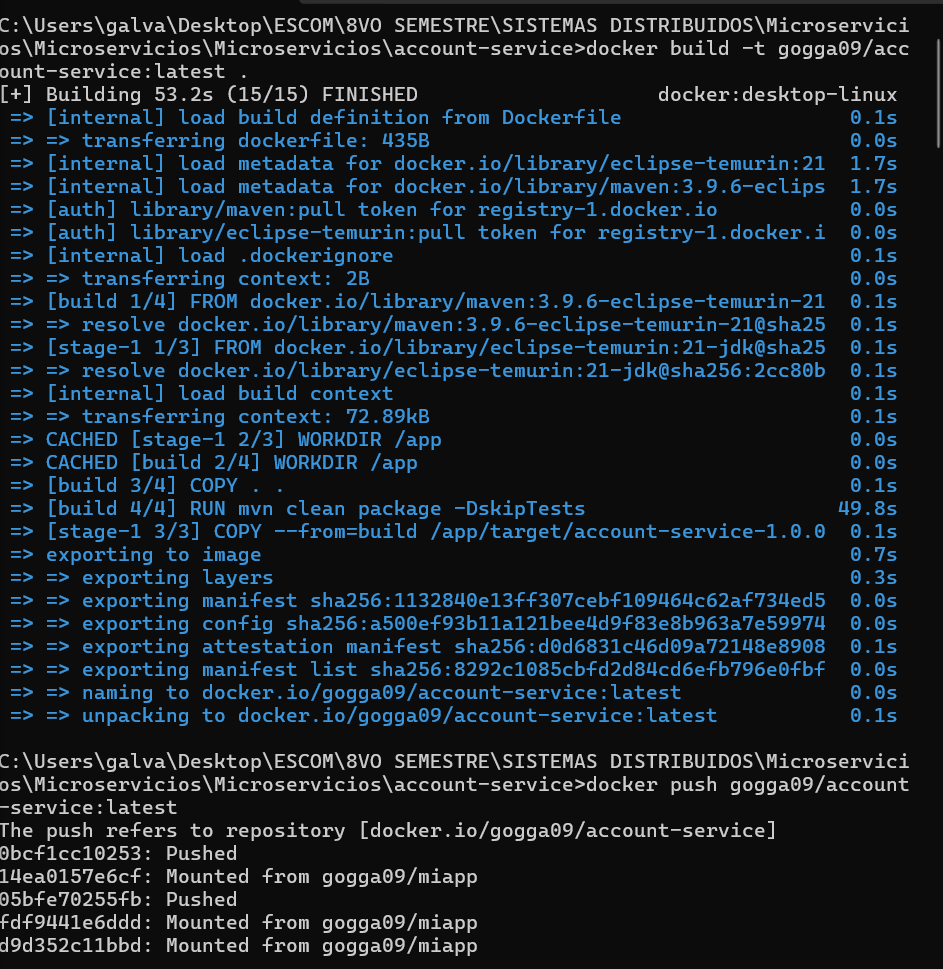 C:\Users\galva\Desktop\ESCOM\8VO SEMESTRE\SISTEMAS DISTRIBUIDOS\Microservici
os\Microservicios\Microservicios\account-service>docker build -t gogga09/acc
ount-service:latest .
[+] Building 53.2s (15/15) FINISHED docker:desktop-linux
=> [internal] load build definition from Dockerfile 0.1s
=> => transferring dockerfile: 435B 0.0s
=> [internal] load metadata for docker.io/library/eclipse-temurin:21 1.7s
=> [internal] load metadata for docker.io/library/maven:3.9.6-eclips 1.7s
=> [auth] library/maven:pull token for registry-1.docker.io 0.0s
=> [auth] library/eclipse-temurin:pull token for registry-1.docker.i 0.0s
=> [internal] load .dockerignore 0.1s
=> => transferring context: 2B 0.0s
=> [build 1/4] FROM docker.io/library/maven:3.9.6-eclipse-temurin-21 0.1s
=> => resolve docker.io/library/maven:3.9.6-eclipse-temurin-21@sha25 0.1s
=> [stage-1 1/3] FROM docker.io/library/eclipse-temurin:21-jdk@sha25 0.1s
=> => resolve docker.io/library/eclipse-temurin:21-jdk@sha256:2cc80b 0.1s
=> [internal] load build context 0.1s
=> => transferring context: 72.89kB 0.1s
=> CACHED [stage-1 2/3] WORKDIR /app 0.0s
=> CACHED [build 2/4] WORKDIR /app 0.0s
=> [build 3/4] COPY . . 0.1s
=> [build 4/4] RUN mvn clean package -DskipTests 49.8s
=> [stage-1 3/3] COPY --from=build /app/target/account-service-1.0.0 0.1s
=> exporting to image 0.7s
=> => exporting layers 0.3s
=> => exporting manifest sha256:1132840e13ff307cebf109464c62af734ed5 0.0s
=> => exporting config sha256:a500ef93b11a121bee4d9f83e8b963a7e59974 0.0s
=> => exporting attestation manifest sha256:d0d6831c46d09a72148e8908 0.1s
=> => exporting manifest list sha256:8292c1085cbfd2d84cd6efb796e0fbf 0.0s
=> => naming to docker.io/gogga09/account-service:latest 0.0s
=> => unpacking to docker.io/gogga09/account-service:latest 0.1s
C:\Users\galva\Desktop\ESCOM\8VO SEMESTRE\SISTEMAS DISTRIBUIDOS\Microservici
os\Microservicios\Microservicios\account-service>docker push gogga09/account
-service:latest
The push refers to repository [docker.io/gogga09/account-service]
0bcf1cc10253: Pushed
14ea0157e6cf: Mounted from gogga09/miapp
05bfe70255fb: Pushed
fdf9441e6ddd: Mounted from gogga09/miapp
d9d352c11bbd: Mounted from gogga09/miapp